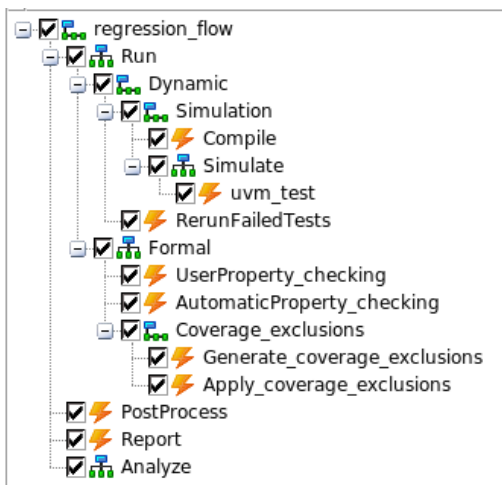 regression_flow
Run
Dynamic
Simulation
Compile
Simulate
uvm_test
RerunFailedTests
Formal
UserProperty_checking
AutomaticProperty_checking
Coverage_exclusions
Generate_coverage_exclusions
Apply_coverage_exclusions
PostProcess
Report
Analyze